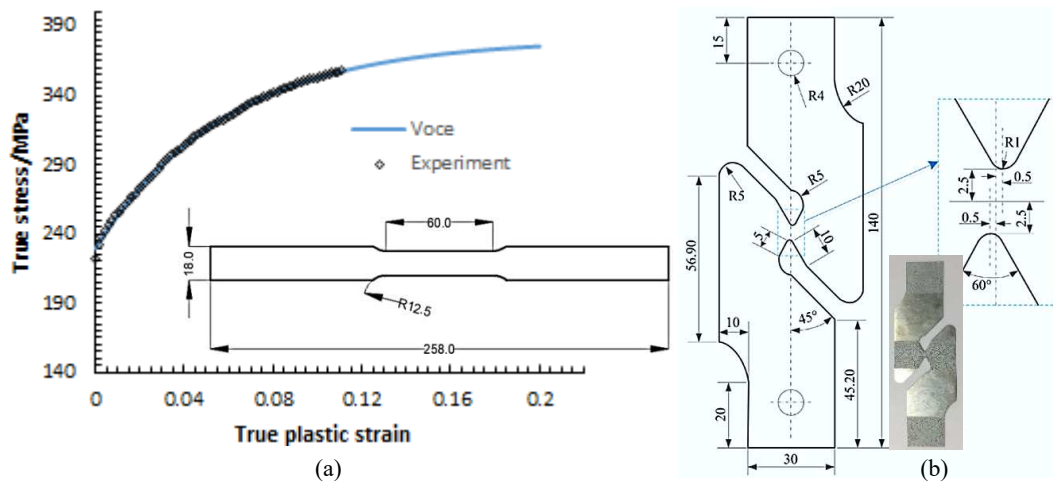 390
340
290
240
190
140
True stress/MPa
Voce
Experiment
60.0
18.0
R12.5
258.0
0
0.04
0.08
0.12
0.16
0.2
True plastic strain
(a)
15
R4
R20
R5
R5
10
5
140
56.90
10
45°
45.20
20
30
R1
0.5
2.5
0.5
2.5
60°
(b)